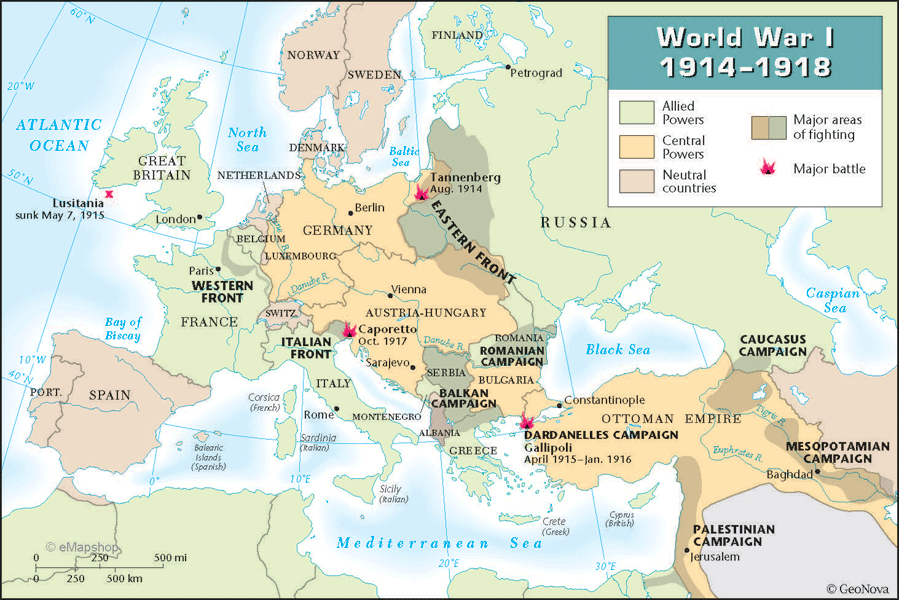 World War I
1914–1918
Allied
Powers
Central
Powers
Neutral
countries
Major areas
of fighting
Major battle
60°N
20°W
50°N
10°W
40°N
ATLANTIC
OCEAN
North
Sea
Baltic
Sea
NORWAY
SWEDEN
FINLAND
Petrograd
DENMARK
GREAT
BRITAIN
NETHERLANDS
Lusitania
sunk May 7, 1915
London
Tannenberg
Aug. 1914
Berlin
GERMANY
EASTERN FRONT
RUSSIA
BELGIUM
Rhine R.
LUXEMBOURG
Paris
WESTERN
FRONT
Danube R.
Vienna
FRANCE
SWITZ.
AUSTRIA-HUNGARY
Bay of
Biscay
Caporetto
Oct. 1917
ITALIAN
FRONT
Danube R.
ROMANIA
ROMANIAN
CAMPAIGN
Black Sea
Caspian
Sea
CAUCASUS
CAMPAIGN
Sarajevo
SERBIA
BULGARIA
BALKAN
CAMPAIGN
PORT.
SPAIN
Corsica
(French)
ITALY
Rome
MONTENEGRO
ALBANIA
Constantinople
OTTOMAN EMPIRE
Tigris R.
Euphrates R.
Sardinia
(Italian)
Balearic
Islands
(Spanish)
GREECE
DARDANELLES CAMPAIGN
Gallipoli
April 1915–Jan. 1916
MESOPOTAMIAN
CAMPAIGN
Baghdad
0°
10°E
20°E
30°E
Sicily
(Italian)
Crete
(Greek)
Cyprus
(British)
Mediterranean Sea
PALESTINIAN
CAMPAIGN
Jerusalem
© eMapshop
0 250 500 mi
0 250 500 km
© GeoNova